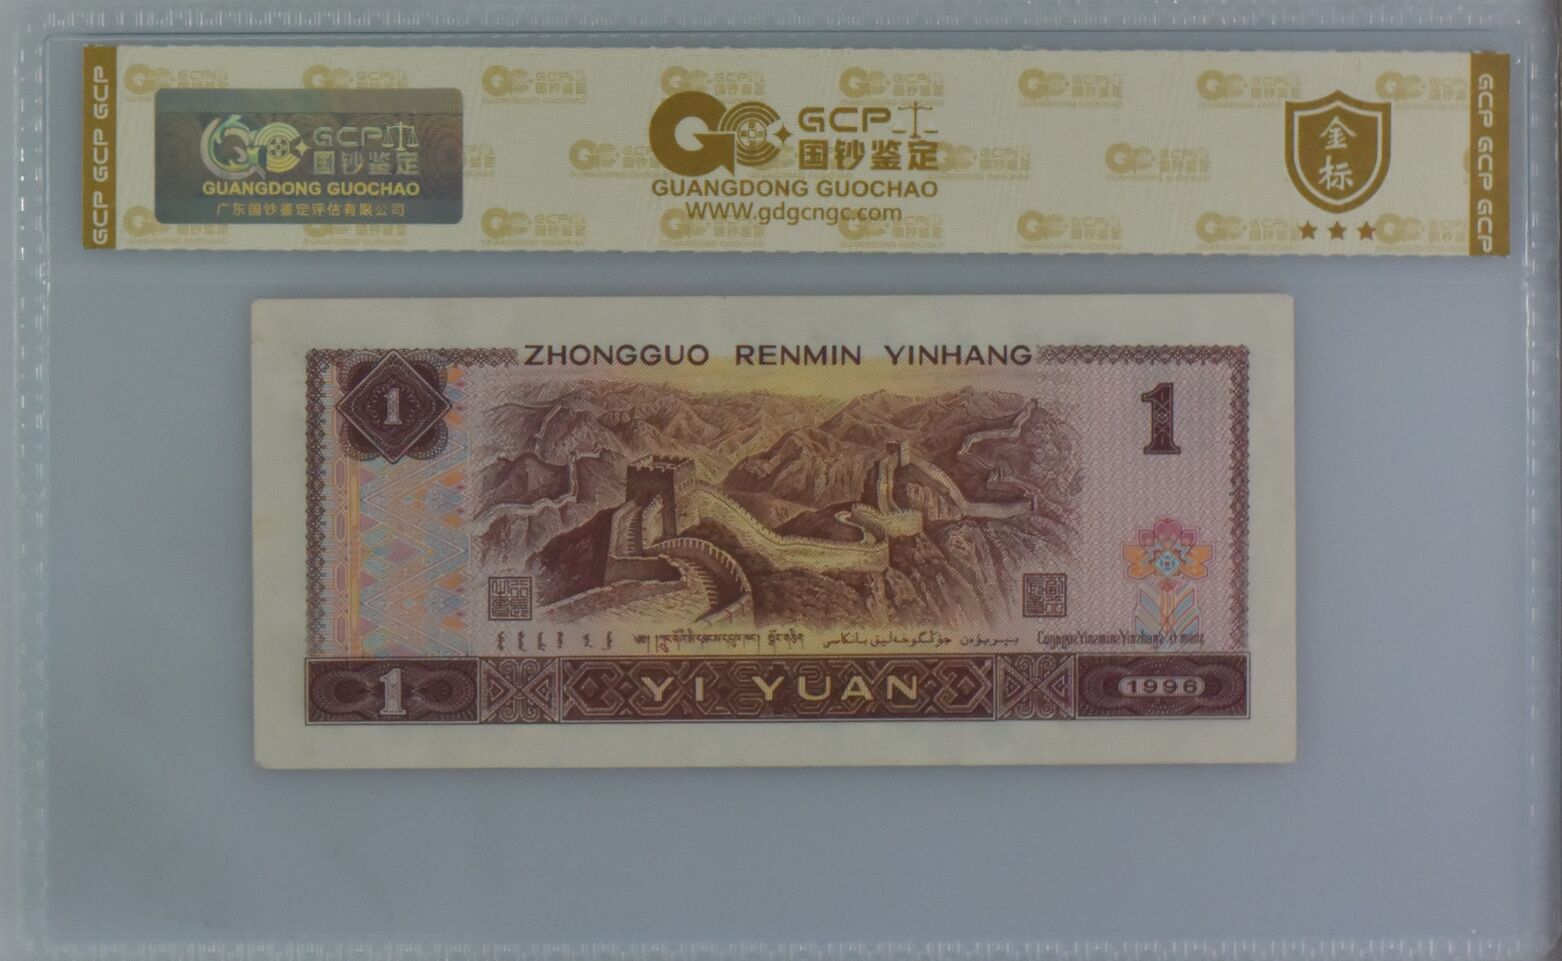 GCP GCP GCP
GCP
国钞鉴定
GUANGDONG GUOCHAO
广东国钞鉴定评估有限公司
GCP
国钞鉴定
GUANGDONG GUOCHAO
WWW.gdgcngc.com
金
标
GCP GCP GCP
ZHONGGUO RENMIN YINHANG
1
1
1
YI YUAN
1996